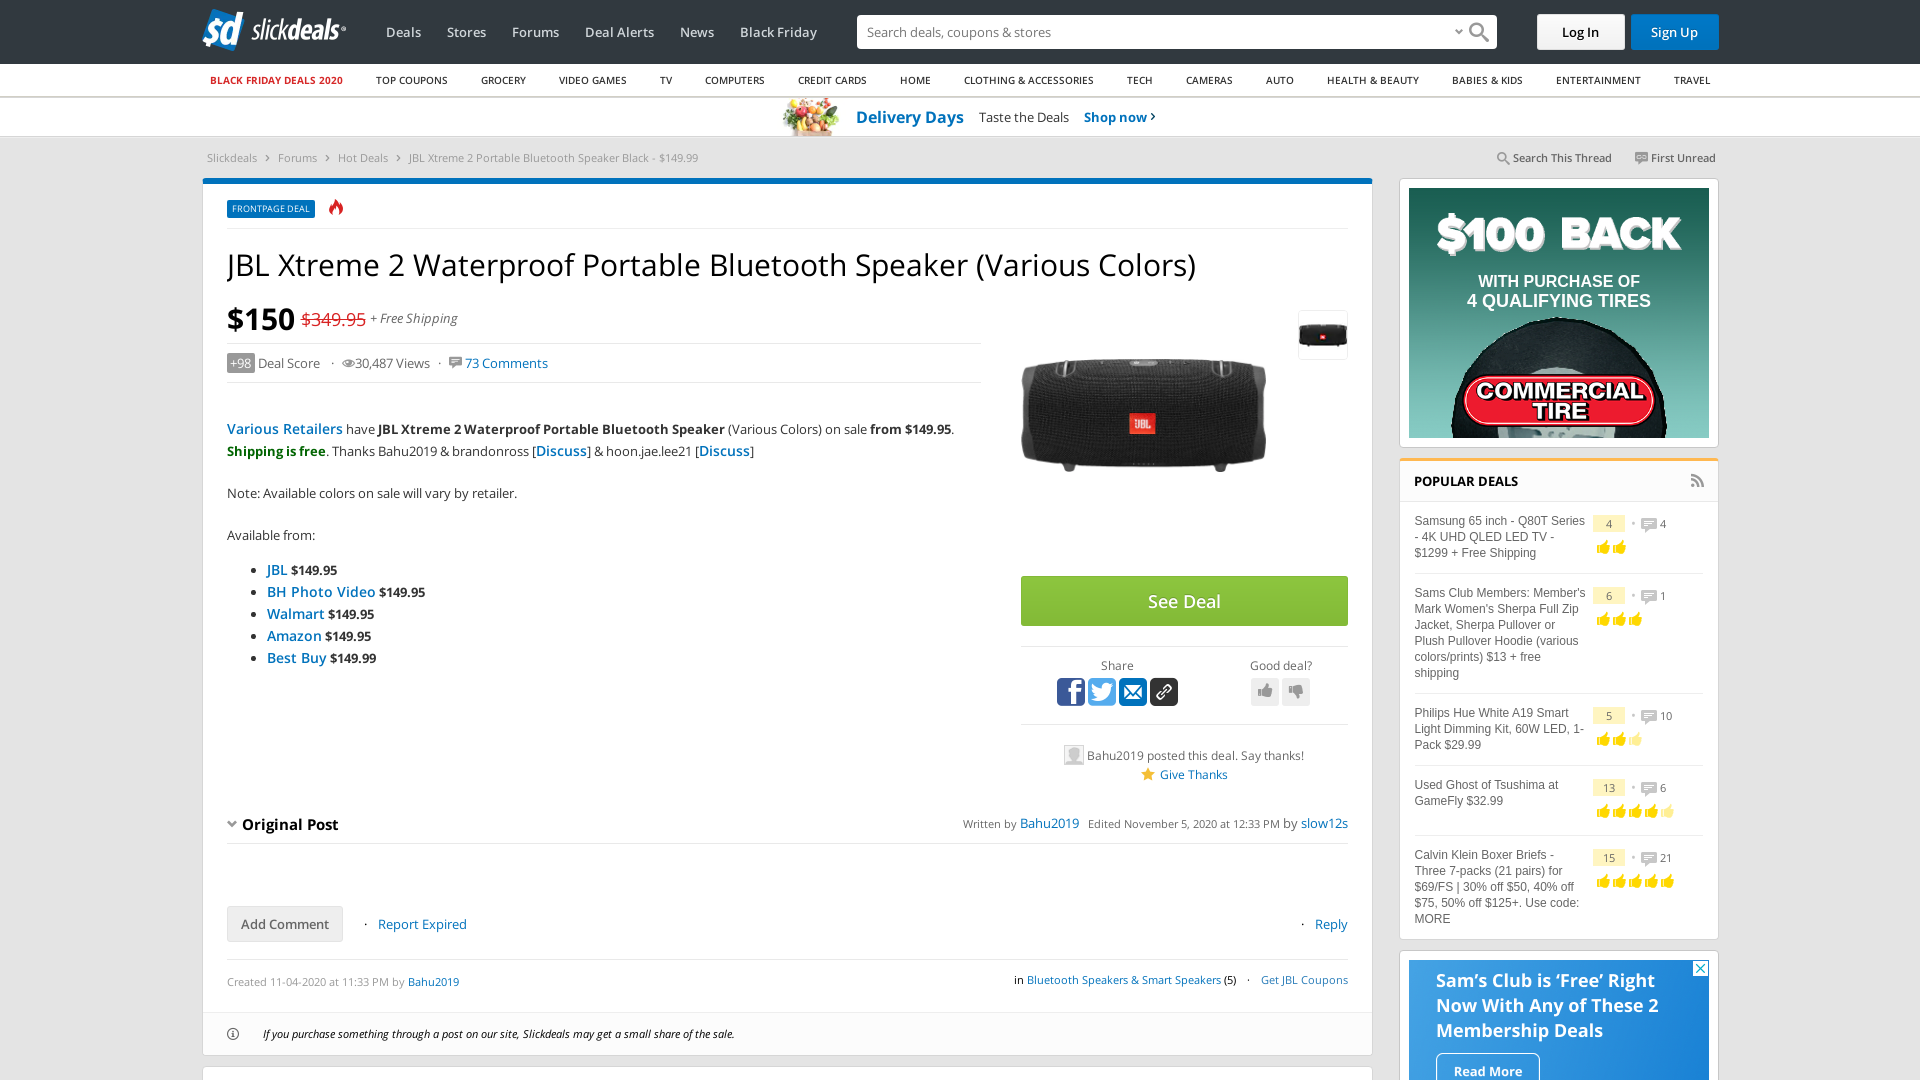 sd slickdeals
Deals
Stores
Forums
Deal Alerts
News
Black Friday
Search deals, coupons & shops
Log In
Sign Up
BLACK FRIDAY DEALS 2020
TOP COUPONS
GROCERY
VIDEO GAMES
TV
COMPUTERS
CREDIT CARDS
HOME
CLOTHING & ACCESSORIES
TECH
CAMERAS
AUTO
HEALTH & BEAUTY
BABIES & KIDS
ENTERTAINMENT
TRAVEL
Delivery Days Taste the Deals Shop now ›
Slickdeals › Forums › Hot Deals › JBL Xtreme 2 Portable Bluetooth Speaker Black - $149.99
Search This Thread
First Unread
FRONTPAGE DEAL
JBL Xtreme 2 Waterproof Portable Bluetooth Speaker (Various Colors)
$150 $349.95 + Free Shipping
+98 Deal Score · 30,487 Views · 73 Comments
Various Retailers have JBL Xtreme 2 Waterproof Portable Bluetooth Speaker (Various Colors) on sale from $149.95.
Shipping is free. Thanks Bahu2019 & brandonross [Discuss] & hoon.jae.lee21 [Discuss]
Note: Available colors on sale will vary by retailer.
Available from:
• JBL $149.95
• BH Photo Video $149.95
• Walmart $149.95
• Amazon $149.95
• Best Buy $149.99
JBL
See Deal
Share
Good deal?
Bahu2019 posted this deal. Say thanks!
Give Thanks
Original Post
Written by Bahu2019 Edited November 5, 2020 at 12:33 PM by slow12s
Add Comment
· Report Expired
· Reply
Created 11-04-2020 at 11:33 PM by Bahu2019
in Bluetooth Speakers & Smart Speakers (5) · Get JBL Coupons
If you purchase something through a post on our site, Slickdeals may get a small share of the sale.
$100 BACK
WITH PURCHASE OF
4 QUALIFYING TIRES
COMMERCIAL
TIRE
POPULAR DEALS
Samsung 65 inch - Q80T Series
- 4K UHD QLED LED TV -
$1299 + Free Shipping
4 • 4
Sams Club Members: Member's
Mark Women's Sherpa Full Zip
Jacket, Sherpa Pullover or
Plush Pullover Hoodie (various
colors/prints) $13 + free
shipping
6 • 1
Philips Hue White A19 Smart
Light Dimming Kit, 60W LED, 1-
Pack $29.99
5 • 10
Used Ghost of Tsushima at
GameFly $32.99
13 • 6
Calvin Klein Boxer Briefs -
Three 7-packs (21 pairs) for
$69/FS | 30% off $50, 40% off
$75, 50% off $125+. Use code:
MORE
15 • 21
Sam's Club is 'Free' Right
Now With Any of These 2
Membership Deals
Read More